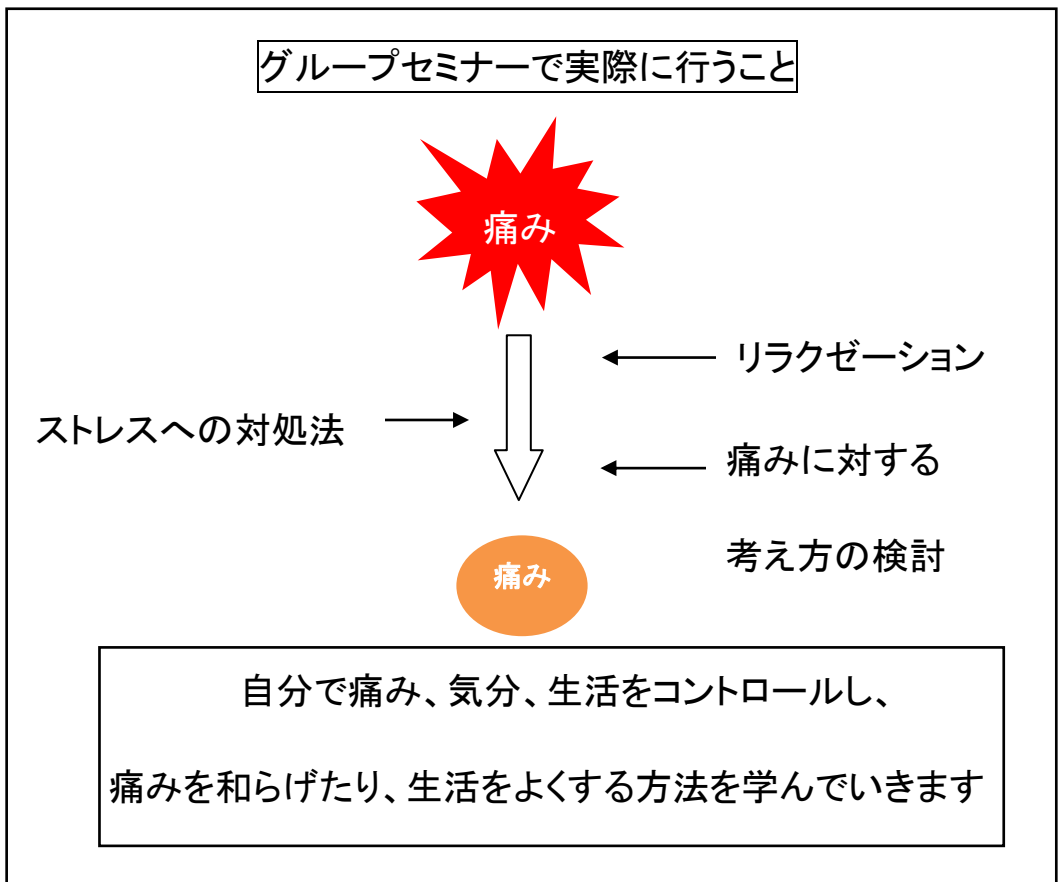 グループセミナーで実際に行うこと
痛み
リラクゼーション
ストレスへの対処法
痛みに対する
考え方の検討
痛み
自分で痛み、気分、生活をコントロールし、
痛みを和らげたり、生活をよくする方法を学んでいきます